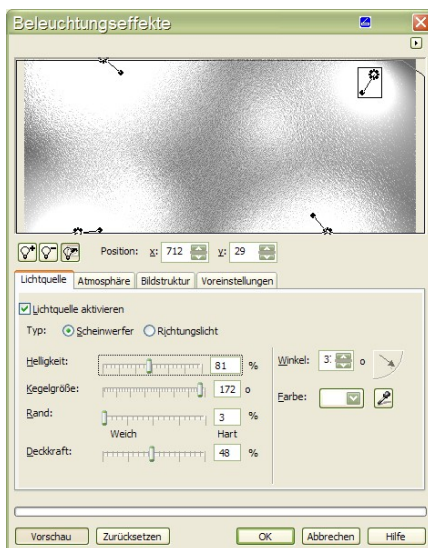 Beleuchtungseffekte
Position: x: 712 y: 29
Lichtquelle Atmosphäre Bildstruktur Voreinstellungen
Lichtquelle aktivieren
Typ: Scheinwerfer Richtungslicht
Helligkeit: 81 %
Winkel: o
Kegelgröße: 172 o
Farbe:
Rand: 3 %
Weich Hart
Deckkraft: 48 %
Vorschau Zurücksetzen OK Abbrechen Hilfe